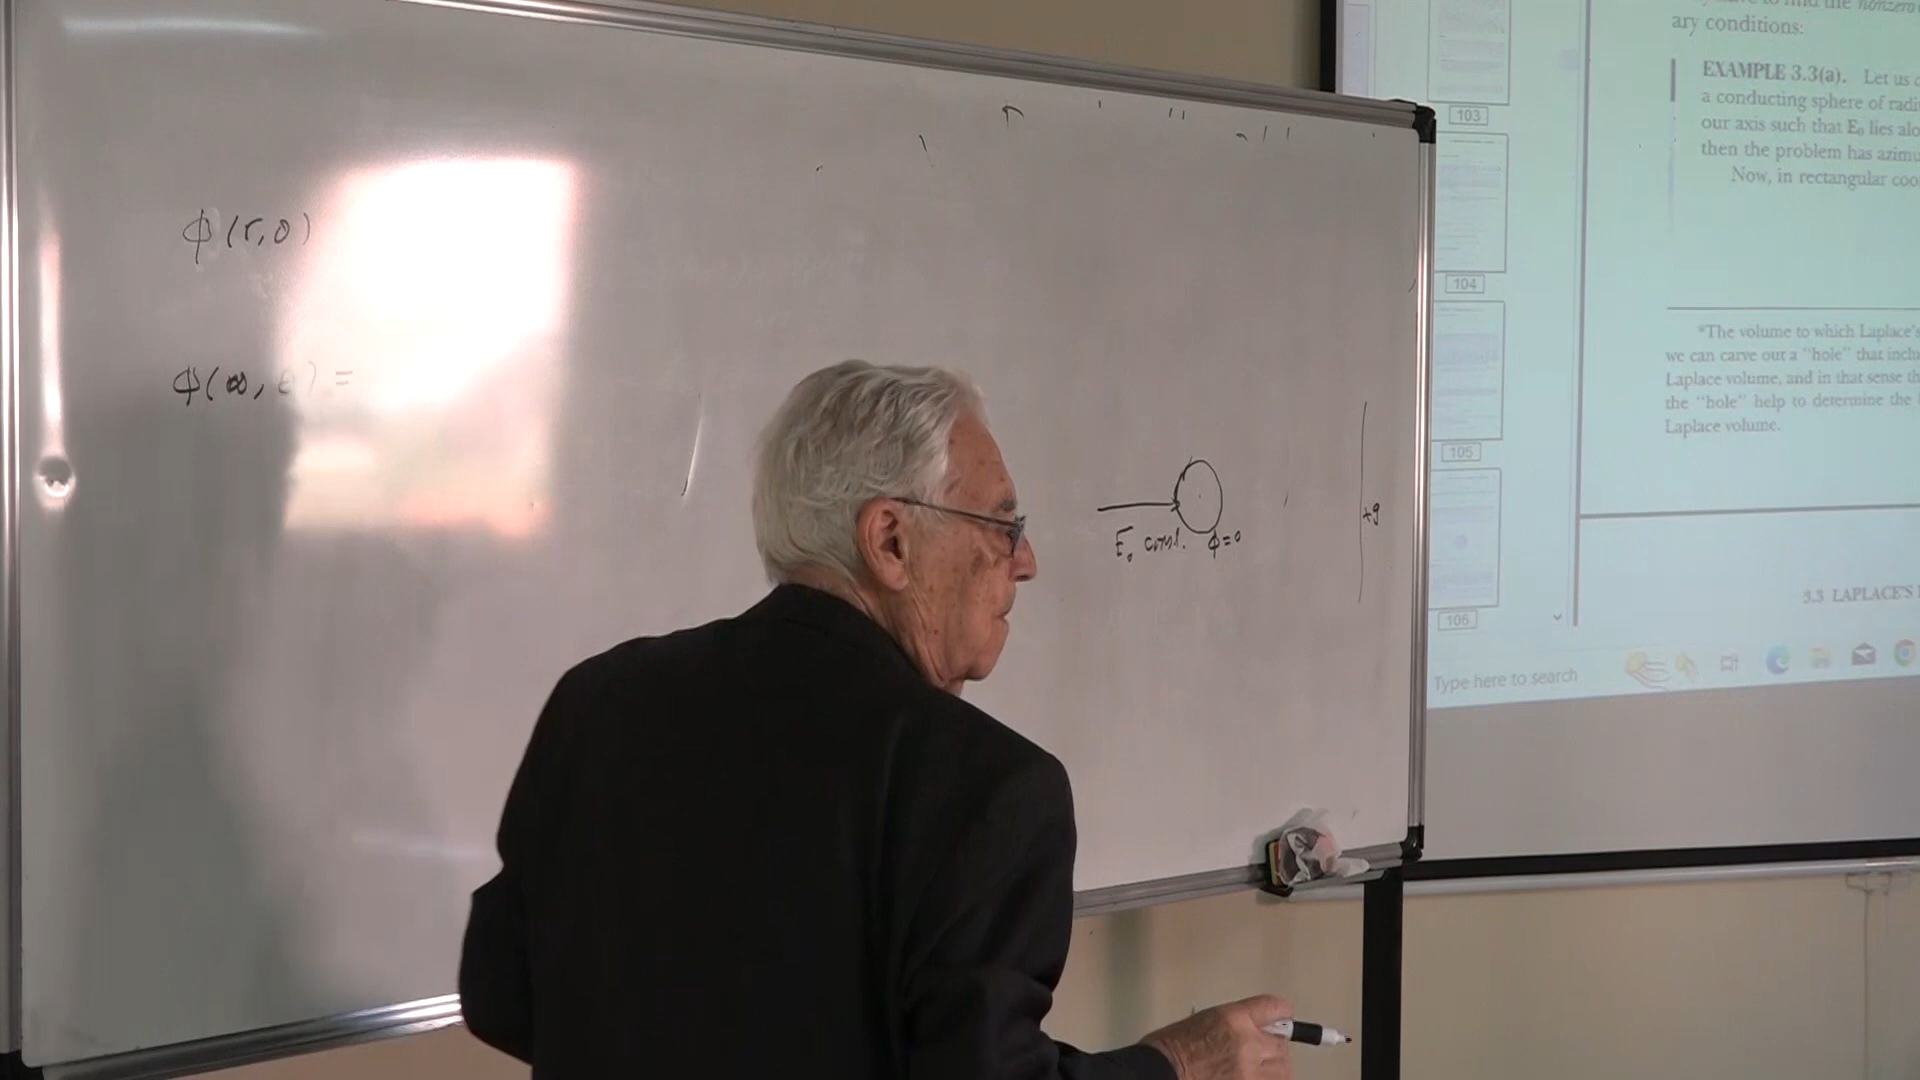 ϕ(r,θ)
ϕ(∞,θ) =
E₀ const. ϕ=0
+q
ary conditions:
EXAMPLE 3.3(a). Let us
a conducting sphere of radi
our axis such that E₀ lies alo
then the problem has azimu
Now, in rectangular coo
*The volume to which Laplace's
we can carve out a "hole" that inclu
Laplace volume, and in that sense th
the "hole" help to determine the
Laplace volume.
3.3 LAPLACE'S
103
104
105
106
Type here to search